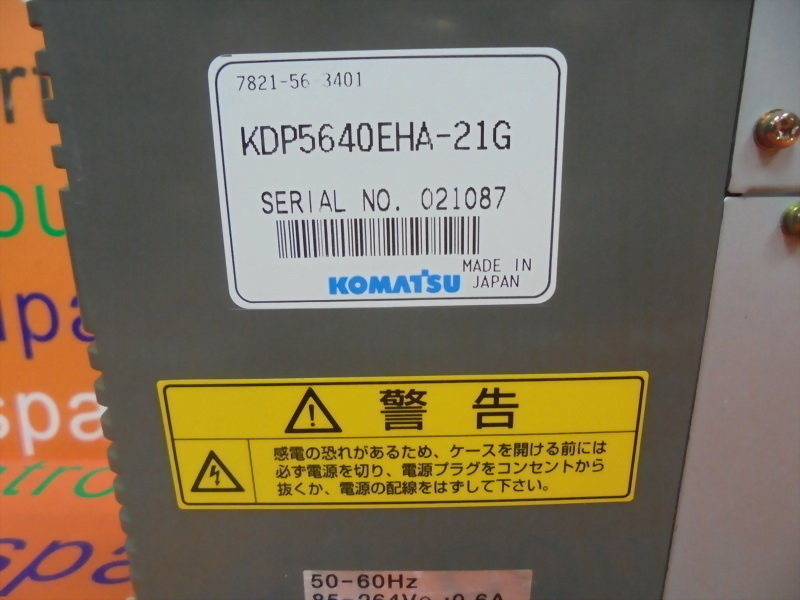 7821-56-3401
KDP5640EHA-21G
SERIAL NO. 021087
MADE IN
KOMATSU JAPAN
警告
感電の恐れがあるため、ケースを開ける前には
必ず電源を切り、電源プラグをコンセントから
抜くか、電源の配線をはずして下さい。
50-60Hz